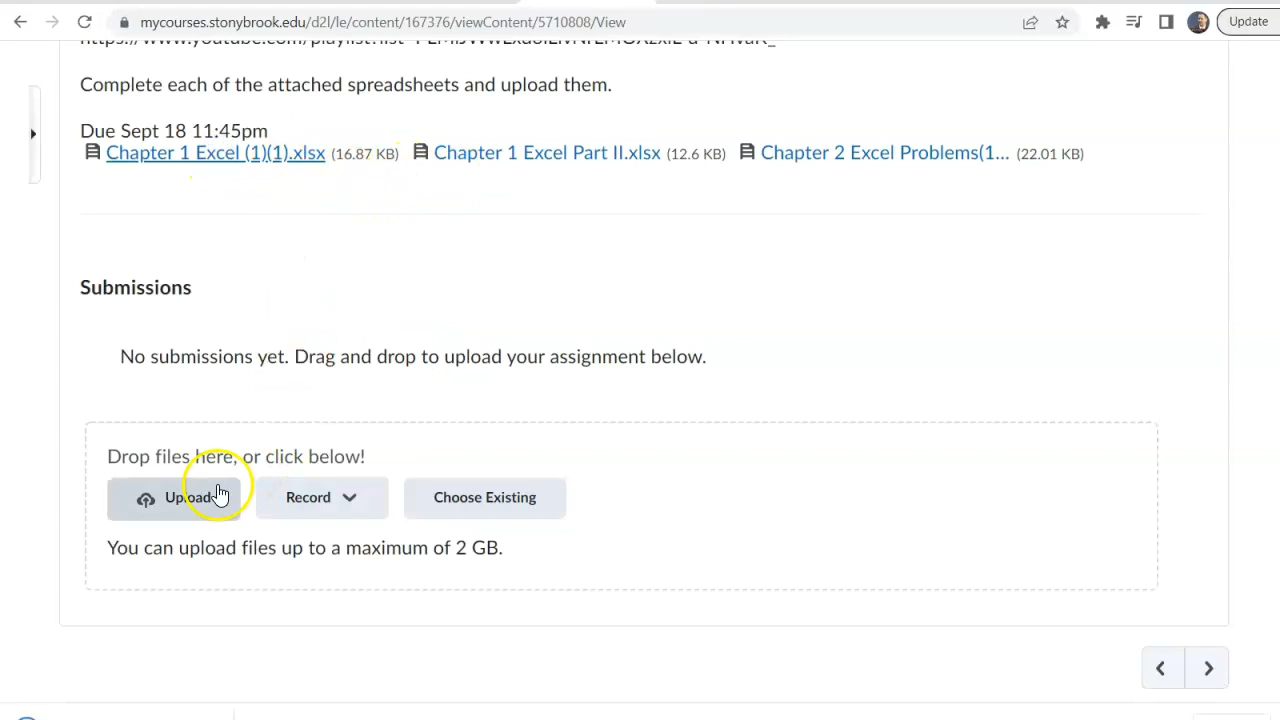 mycourses.stonybrook.edu/d2l/le/content/167376/viewContent/5710808/View
Update
Complete each of the attached spreadsheets and upload them.
Due Sept 18 11:45pm
Chapter 1 Excel (1)(1).xlsx (16.87 KB) Chapter 1 Excel Part II.xlsx (12.6 KB) Chapter 2 Excel Problems(1... (22.01 KB)
Submissions
No submissions yet. Drag and drop to upload your assignment below.
Drop files here, or click below!
Upload Record Choose Existing
You can upload files up to a maximum of 2 GB.